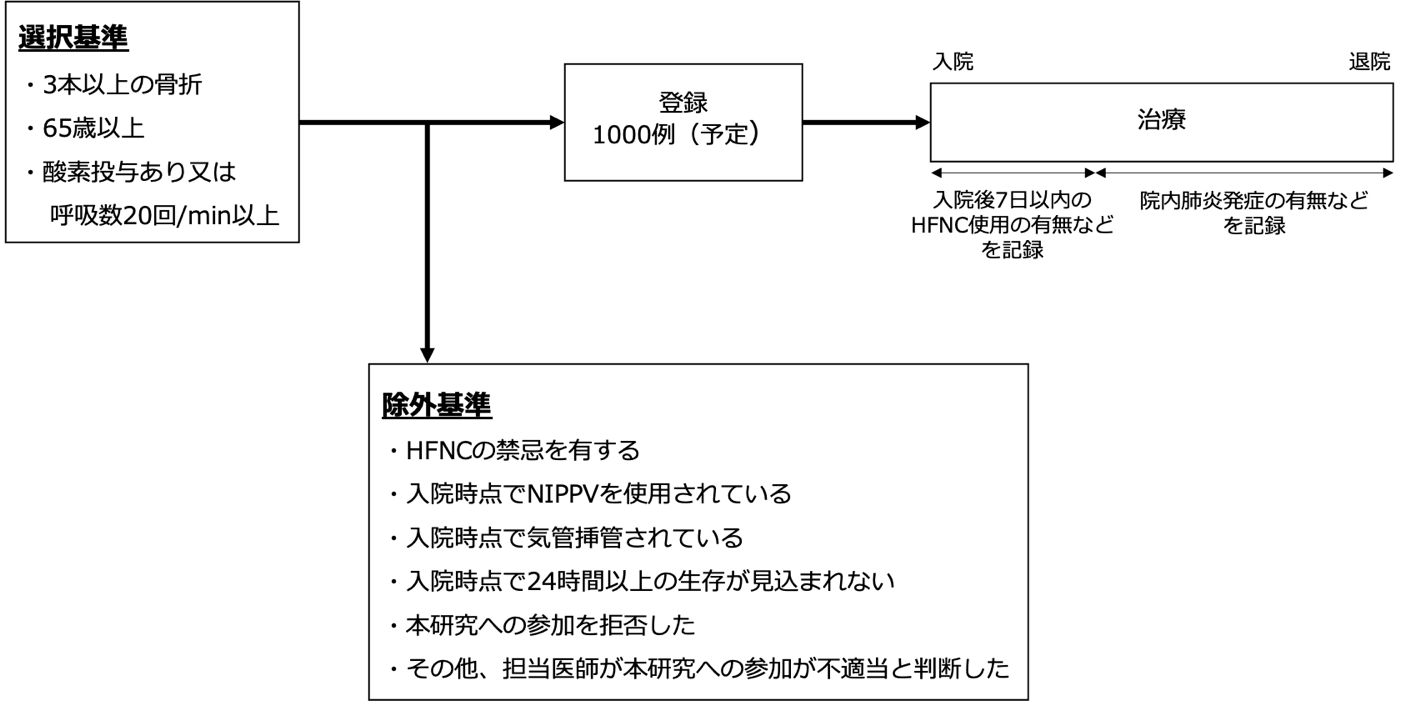 選択基準
・3本以上の骨折
・65歳以上
・酸素投与あり又は
呼吸数20回/min以上
登録
1000例（予定）
入院
退院
治療
入院後7日以内の
HFNC使用の有無など
を記録
院内肺炎発症の有無など
を記録
除外基準
・HFNCの禁忌を有する
・入院時点でNIPPVを使用されている
・入院時点で気管挿管されている
・入院時点で24時間以上の生存が見込まれない
・本研究への参加を拒否した
・その他、担当医師が本研究への参加が不適当と判断した